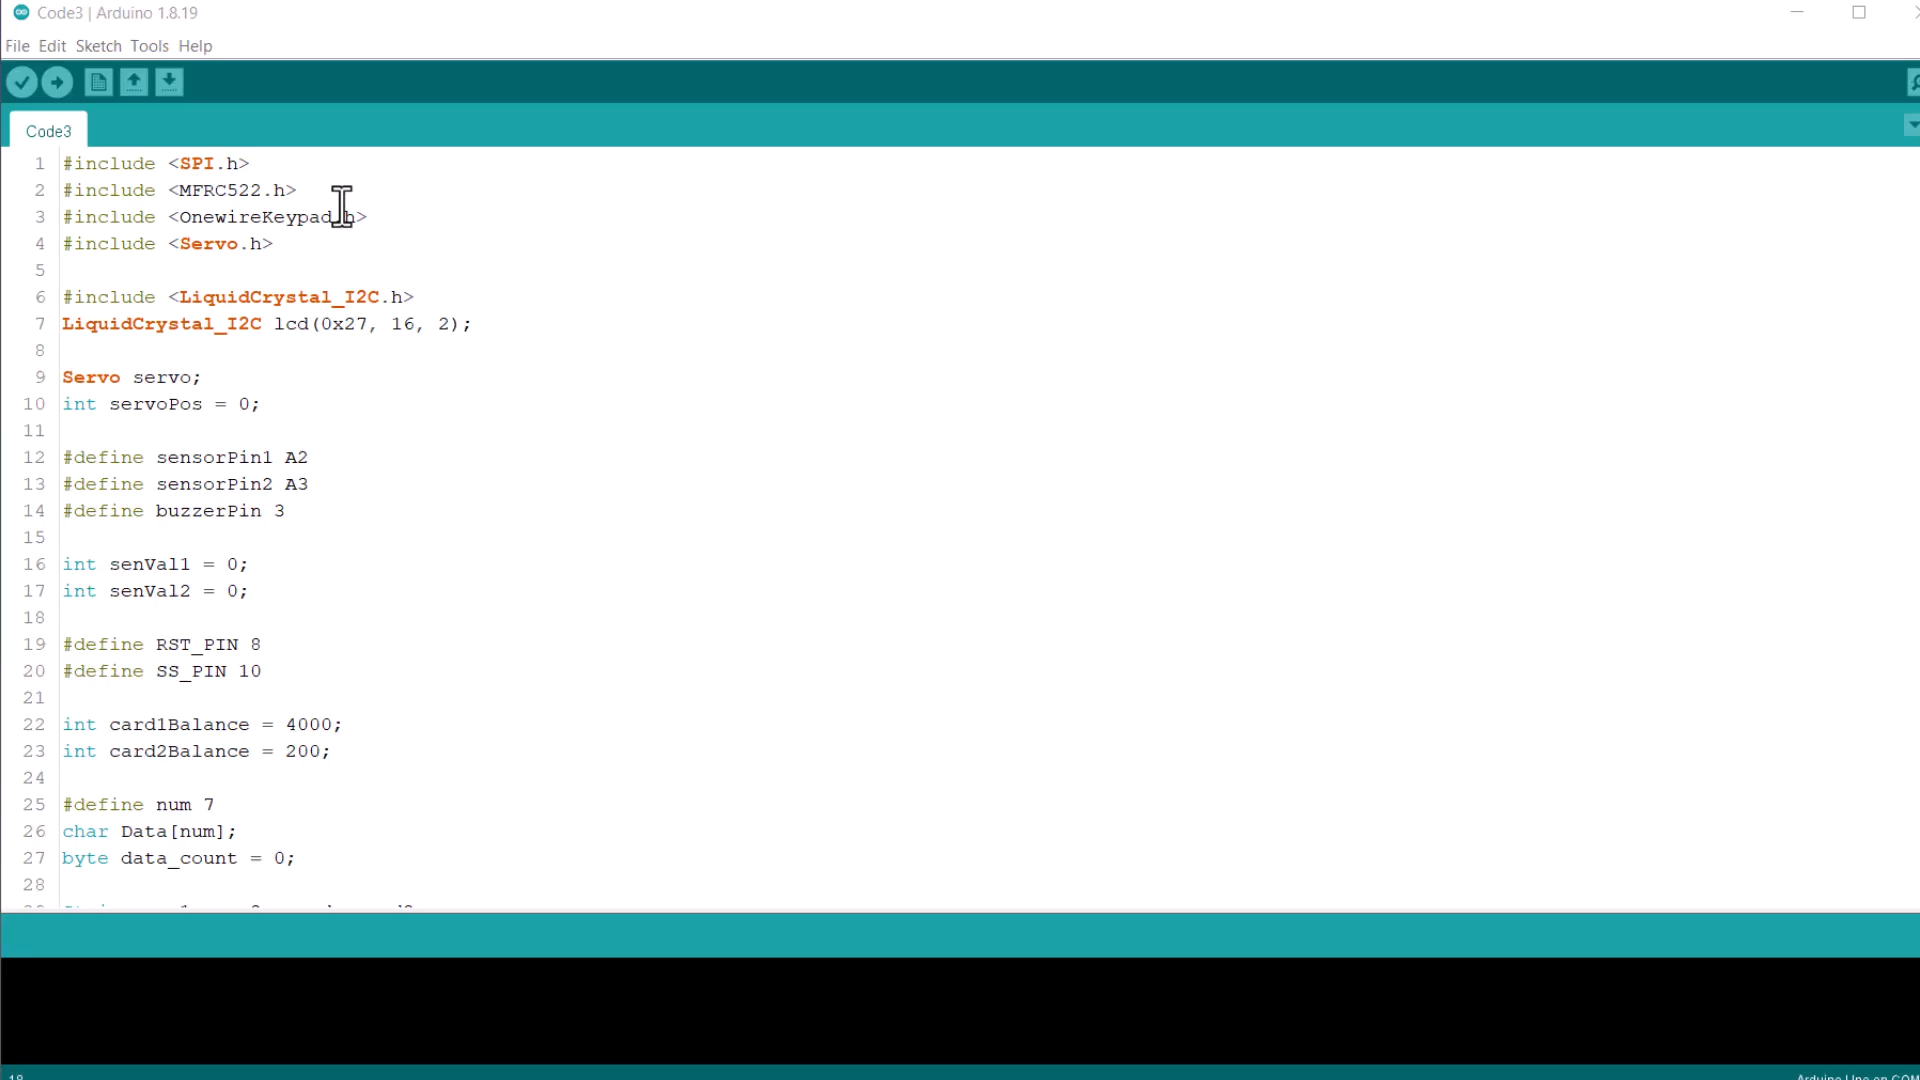 Code3 | Arduino 1.8.19
File Edit Sketch Tools Help
Code3
1 #include <SPI.h>
2 #include <MFRC522.h>
3 #include <OnewireKeypad.h>
4 #include <Servo.h>
5
6 #include <LiquidCrystal_I2C.h>
7 LiquidCrystal_I2C lcd(0x27, 16, 2);
8
9 Servo servo;
10 int servoPos = 0;
11
12 #define sensorPin1 A2
13 #define sensorPin2 A3
14 #define buzzerPin 3
15
16 int senVal1 = 0;
17 int senVal2 = 0;
18
19 #define RST_PIN 8
20 #define SS_PIN 10
21
22 int card1Balance = 4000;
23 int card2Balance = 200;
24
25 #define num 7
26 char Data[num];
27 byte data_count = 0;
28
18